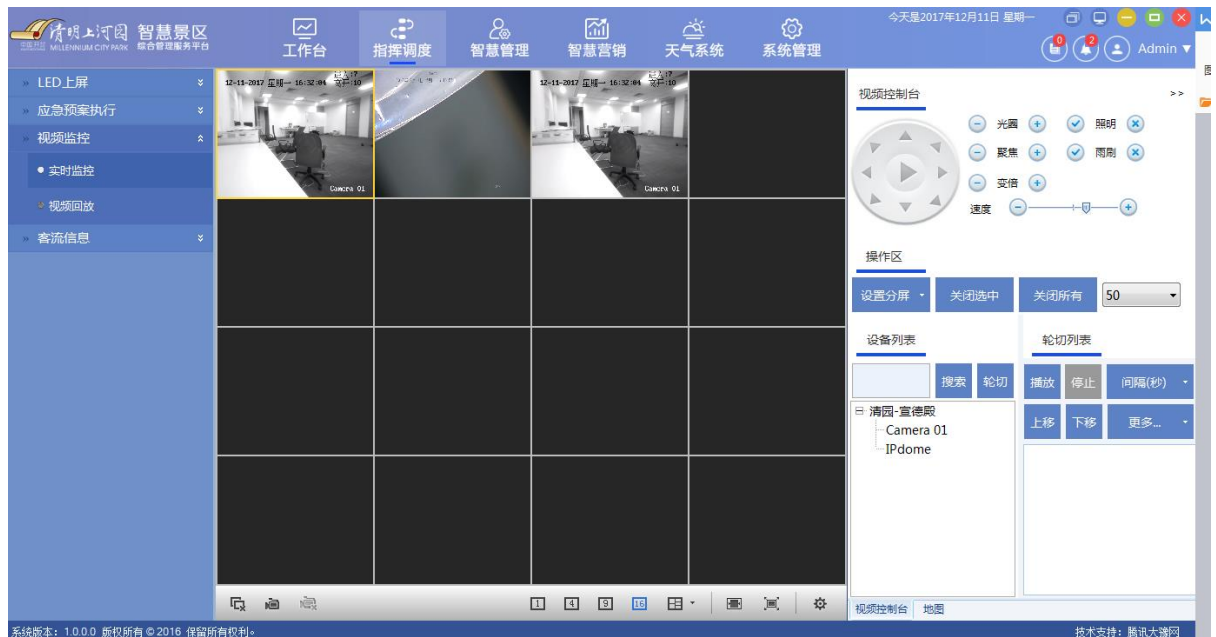 清明上河园 智慧景区
MILLENNIUM CITY PARK 综合管理服务平台
工作台
指挥调度
智慧管理
智慧营销
天气系统
系统管理
今天是2017年12月11日 星期一
0
2
Admin
LED上屏
应急预案执行
视频监控
实时监控
视频回放
客流信息
12-11-2017 星期一 16:32:04
Camera 01
12-11-2017 星期一 16:32:04
Camera 01
视频控制台 >>
光圈 照明
聚焦 雨刷
变倍
速度
操作区
设置分屏 关闭选中 关闭所有 50
设备列表 轮切列表
搜索 轮切 播放 停止 间隔(秒)
上移 下移 更多...
清园-宣德殿
Camera 01
IPdome
1 4 9 16
视频控制台 地图
系统版本：1.0.0.0 版权所有©2016 保留所有权利。
技术支持：腾讯大豫网